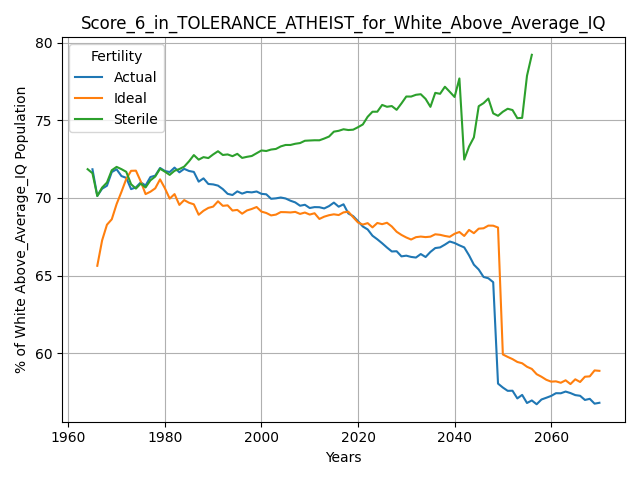 Score_6_in_TOLERANCE_ATHEIST_for_White_Above_Average_IQ
% of White Above_Average_IQ Population
80
75
70
65
60
Fertility
Actual
Ideal
Sterile
1960
1980
2000
2020
2040
2060
Years